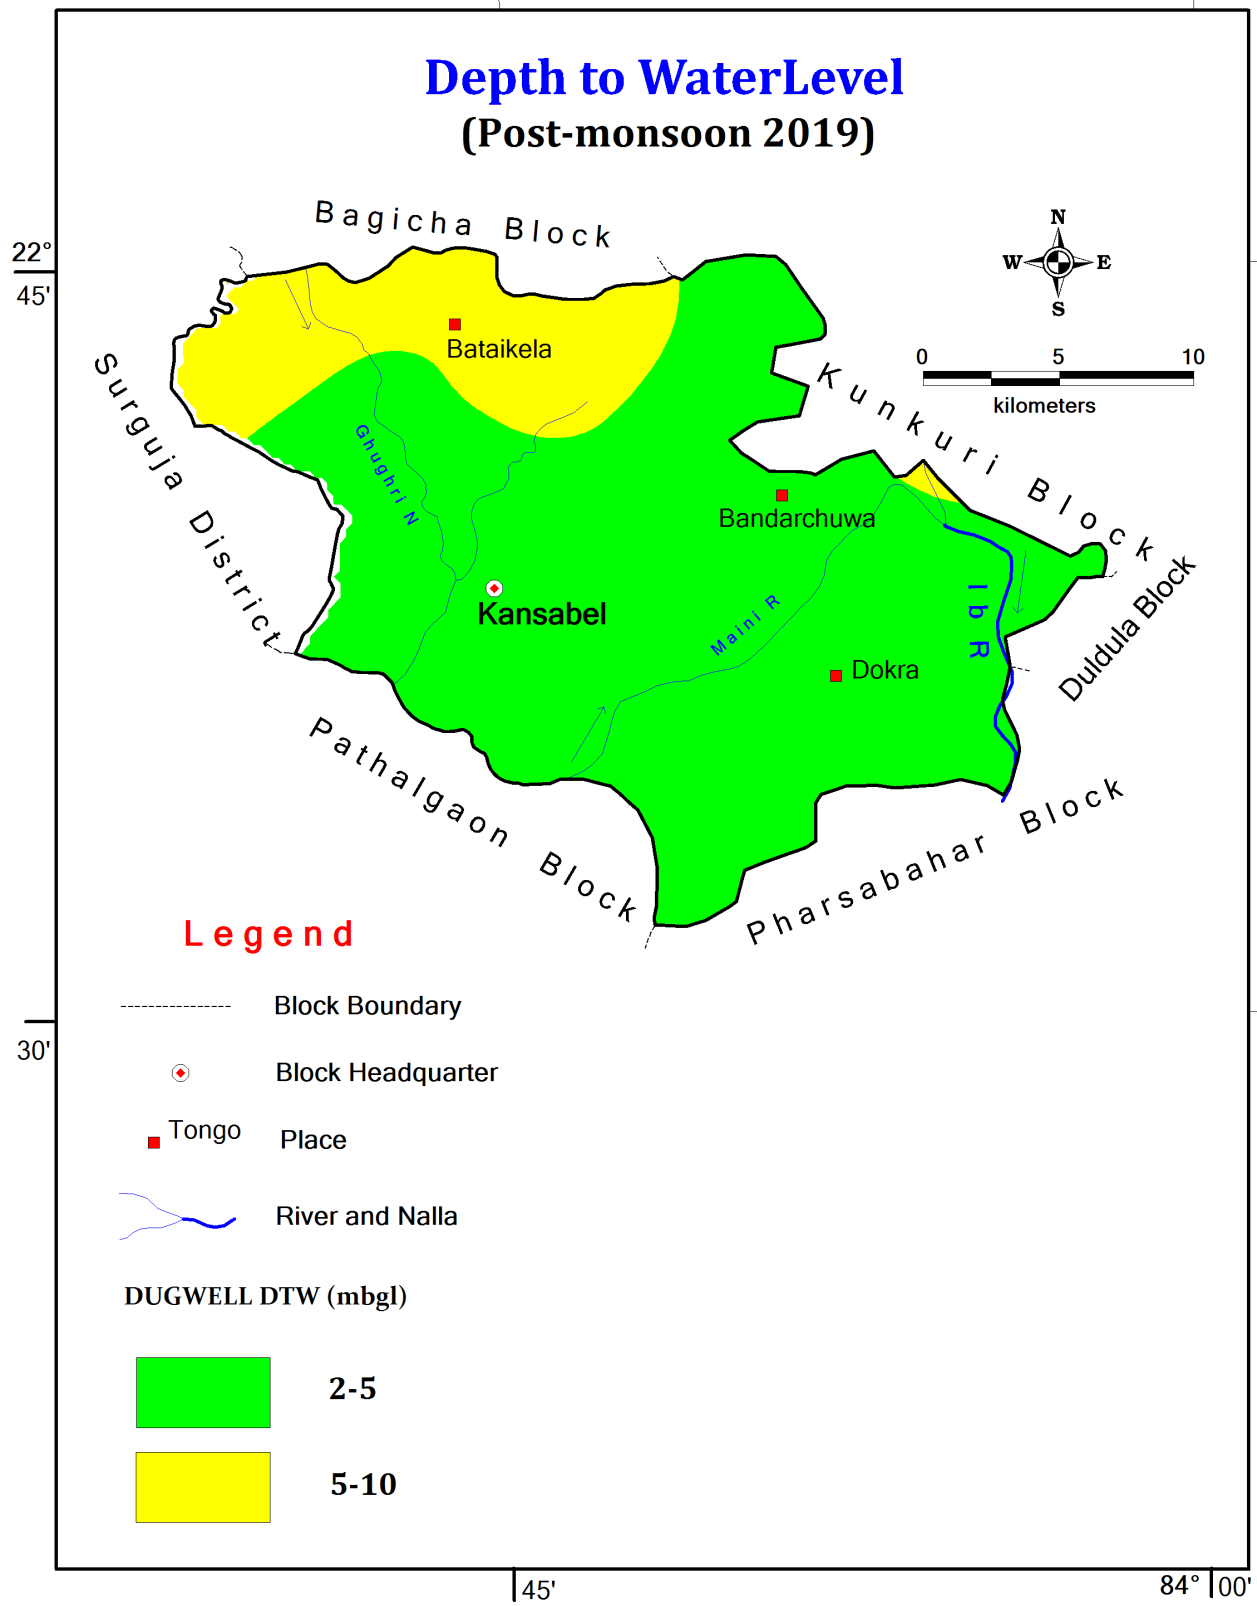 Depth to WaterLevel
(Post-monsoon 2019)
Bagicha Block
N
W E
S
22°
45'
0 5 10
kilometers
Bataikela
Surguja District
Kunkuri Block
Ghughri N
Bandarchuwa
Kansabel
Maini R
Ib R
Duldula Block
Dokra
Pathalgaon Block
Pharsabahar Block
Legend
Block Boundary
30'
Block Headquarter
Tongo
Place
River and Nalla
DUGWELL DTW (mbgl)
2-5
5-10
45'
84° 00'